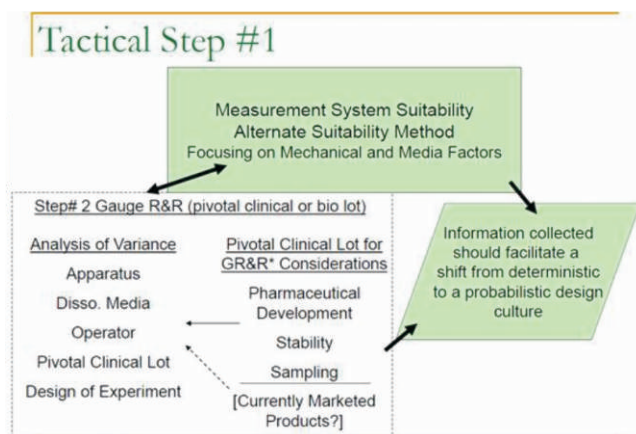 Tactical Step #1
Measurement System Suitability
Alternate Suitability Method
Focusing on Mechanical and Media Factors
Step# 2 Gauge R&R (pivotal clinical or bio lot)
Analysis of Variance
Apparatus
Disso. Media
Operator
Pivotal Clinical Lot
Design of Experiment
Pivotal Clinical Lot for
GR&R* Considerations
Pharmaceutical
Development
Stability
Sampling
[Currently Marketed
Products?]
Information collected
should facilitate a
shift from deterministic
to a probabilistic design
culture